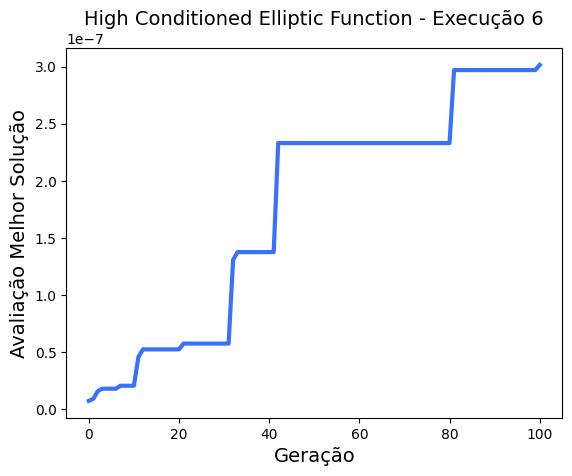 High Conditioned Elliptic Function - Execução 6
1e−7
3.0
2.5
2.0
1.5
1.0
0.5
0.0
Avaliação Melhor Solução
0 20 40 60 80 100
Geração